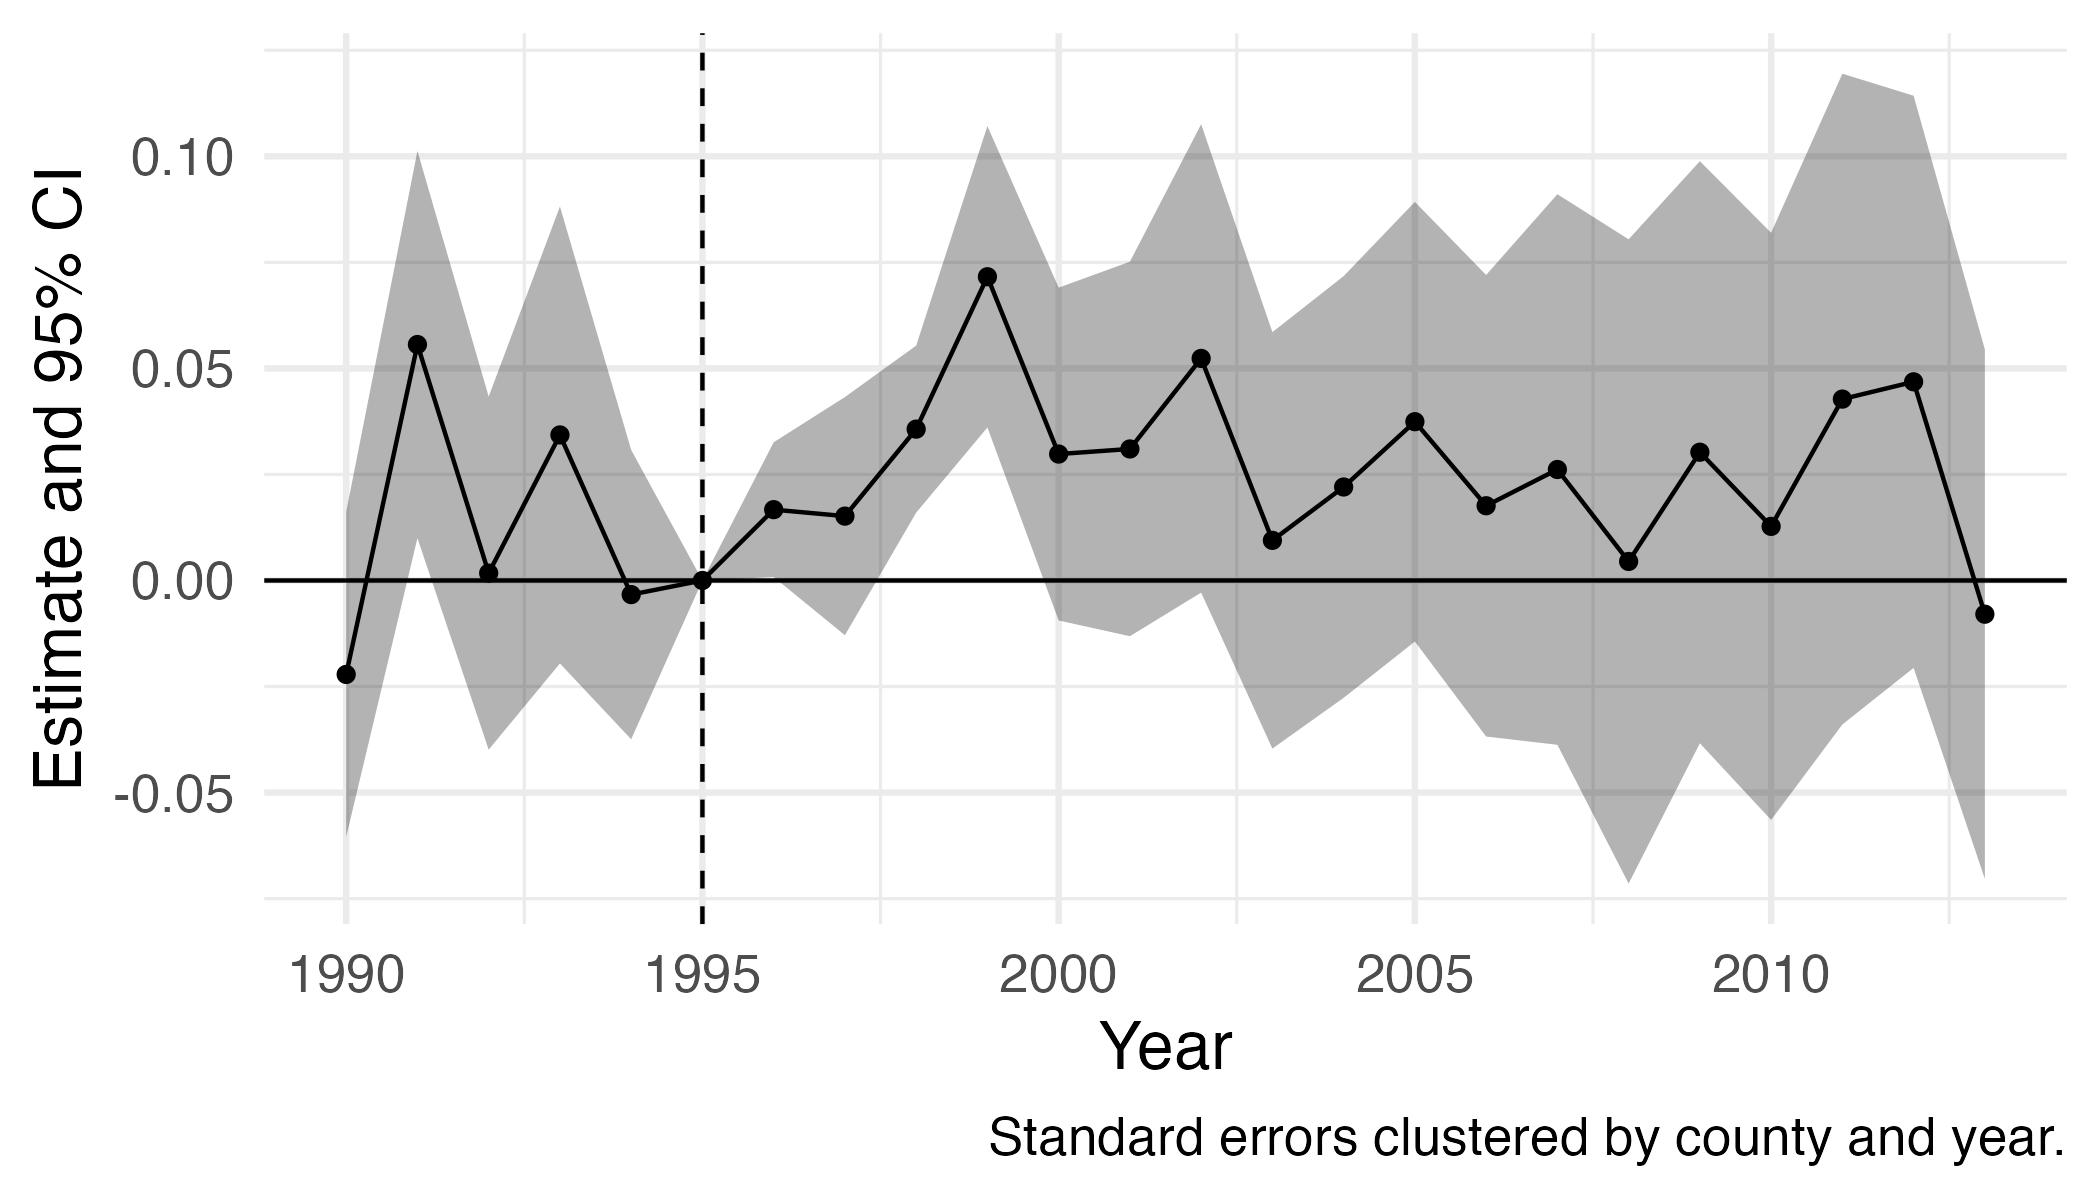 Estimate and 95% CI
0.10
0.05
0.00
-0.05
1990 1995 2000 2005 2010
Year
Standard errors clustered by county and year.